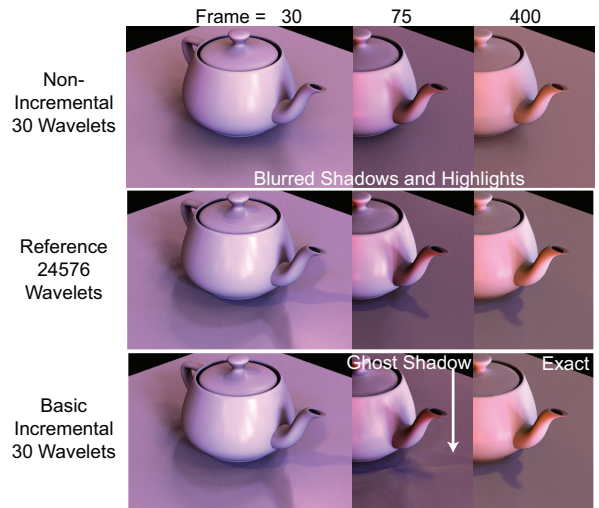 Frame = 30 75 400
Non-
Incremental
30 Wavelets
Blurred Shadows and Highlights
Reference
24576
Wavelets
Ghost Shadow
Exact
Basic
Incremental
30 Wavelets